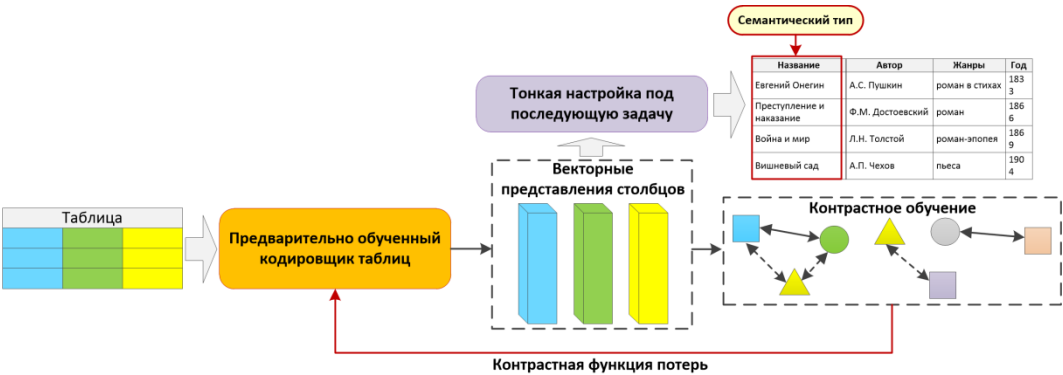 Семантический тип
Название Автор Жанры Год
Евгений Онегин А.С. Пушкин роман в стихах 183
3
Преступление и
наказание Ф.М. Достоевский роман 186
6
Война и мир Л.Н. Толстой роман-эпопея 186
9
Вишневый сад А.П. Чехов пьеса 190
4
Тонкая настройка под
последующую задачу
Векторные
представления столбцов
Контрастное обучение
Таблица
Предварительно обученный
кодировщик таблиц
Контрастная функция потерь